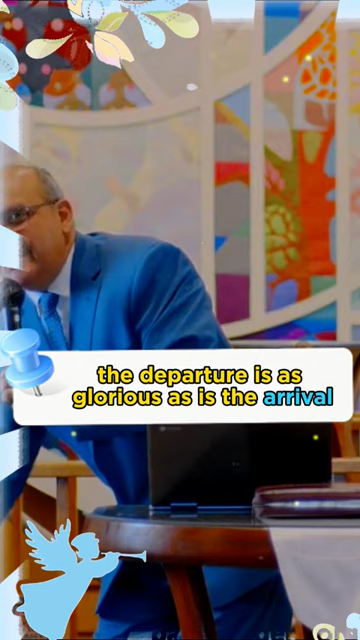 the departure is as
glorious as is the arrival